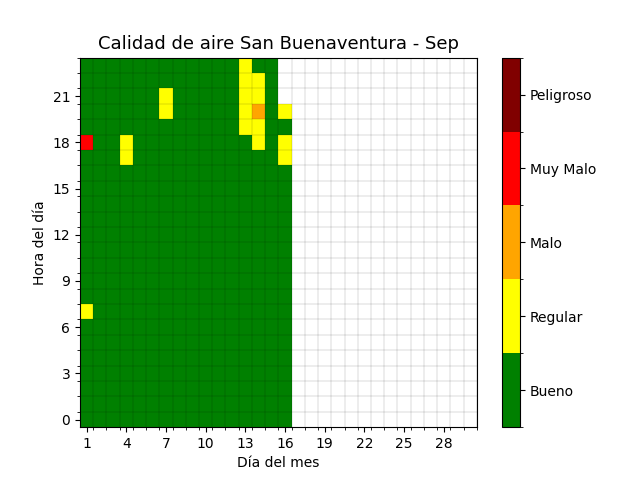 Calidad de aire San Buenaventura - Sep
Hora del día
21
18
15
12
9
6
3
0
1 4 7 10 13 16 19 22 25 28
Día del mes
Peligroso
Muy Malo
Malo
Regular
Bueno